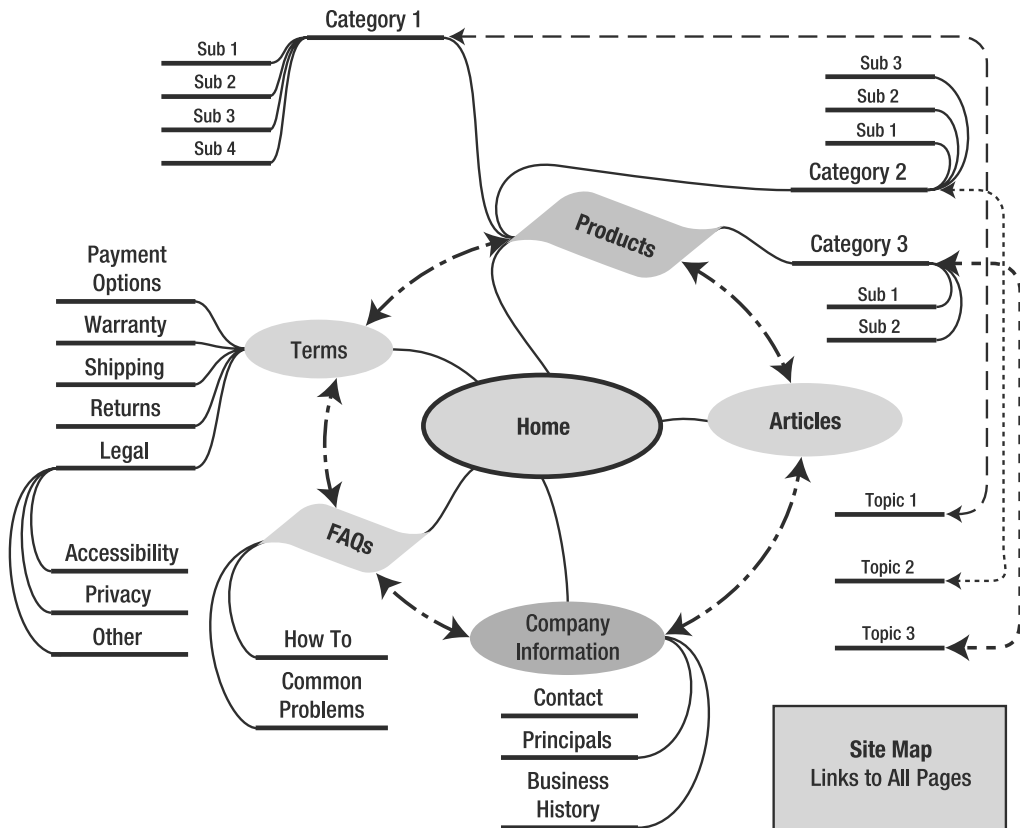 Category 1
Sub 1
Sub 2
Sub 3
Sub 4
Sub 3
Sub 2
Sub 1
Category 2
Products
Category 3
Sub 1
Sub 2
Payment
Options
Warranty
Shipping
Returns
Legal
Terms
Home
Articles
Accessibility
Privacy
Other
FAQs
How To
Common
Problems
Company
Information
Contact
Principals
Business
History
Topic 1
Topic 2
Topic 3
Site Map
Links to All Pages